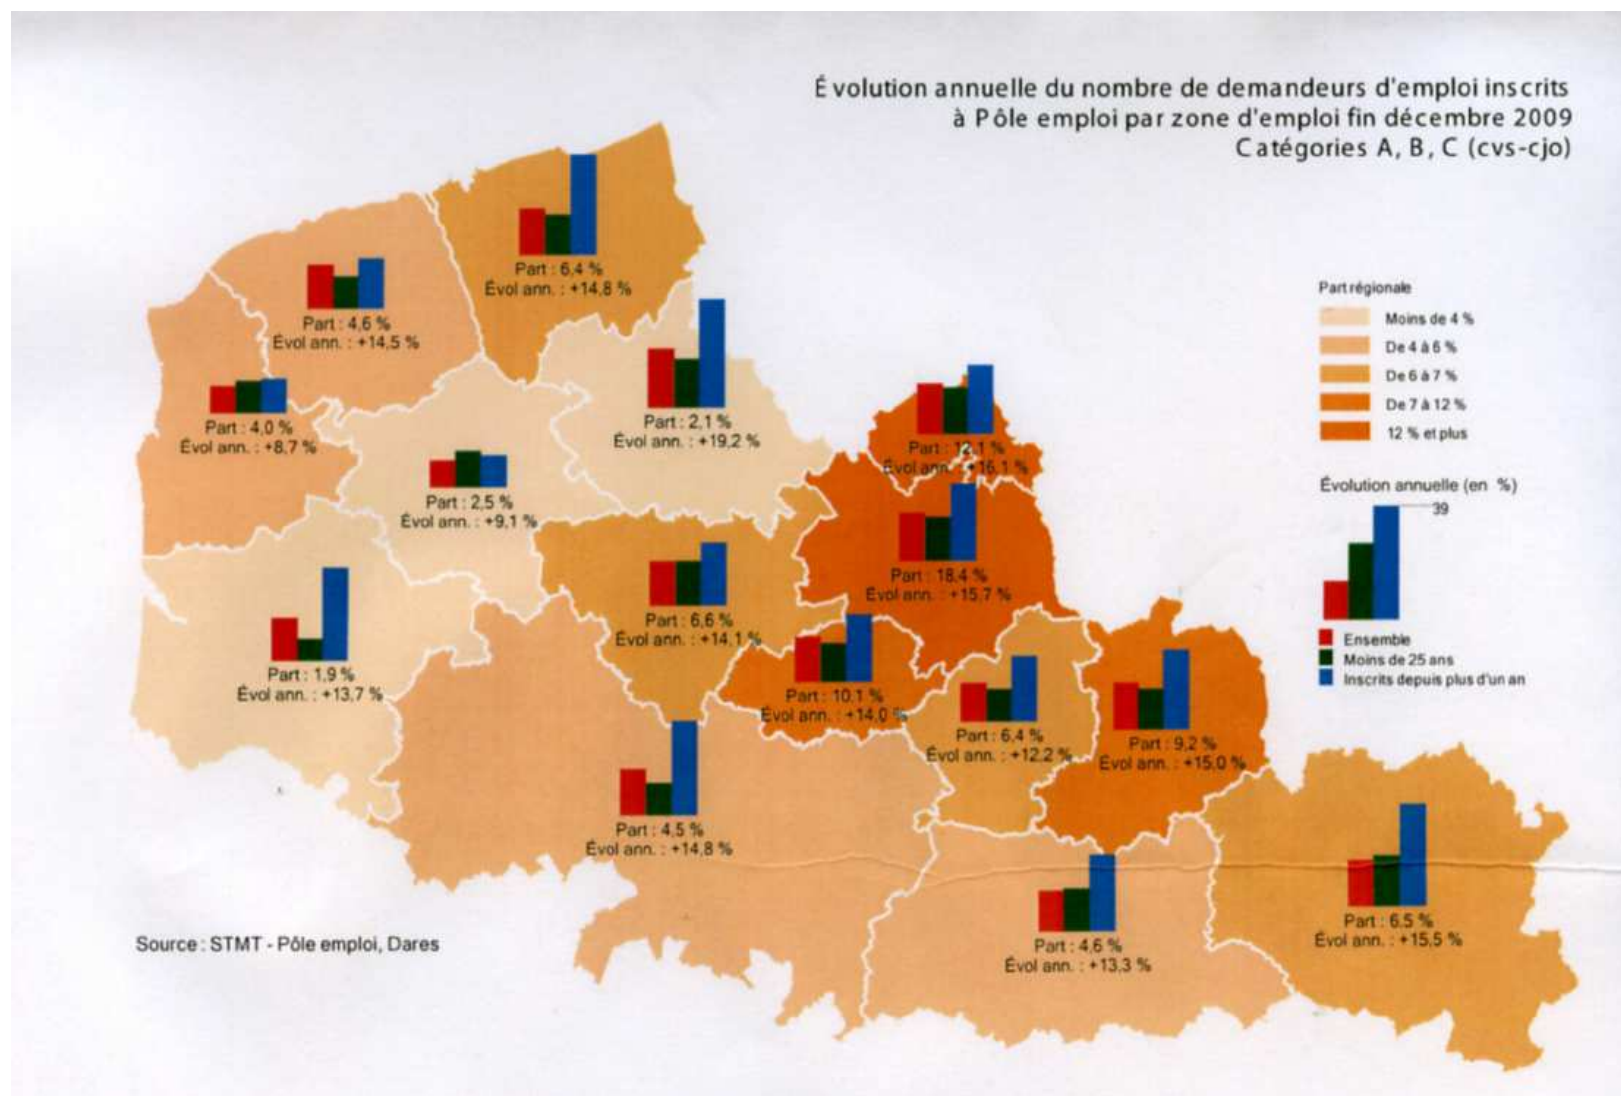 Évolution annuelle du nombre de demandeurs d'emploi inscrits
à Pôle emploi par zone d'emploi fin décembre 2009
Catégories A, B, C (cvs-cjo)
Part : 6,4 %
Évol ann. : +14,8 %
Part : 4,6 %
Évol ann. : +14,5 %
Part : 4,0 %
Évol ann. : +8,7 %
Part : 2,1 %
Évol ann. : +19,2 %
Part : 12,1 %
Évol ann. : +16,1 %
Part : 2,5 %
Évol ann. : +9,1 %
Part : 18,4 %
Évol ann. : +15,7 %
Part : 6,6 %
Évol ann. : +14,1 %
Part : 1,9 %
Évol ann. : +13,7 %
Part : 10,1 %
Évol ann. : +14,0 %
Part : 6,4 %
Évol ann. : +12,2 %
Part : 9,2 %
Évol ann. : +15,0 %
Part : 4,5 %
Évol ann. : +14,8 %
Part : 4,6 %
Évol ann. : +13,3 %
Part : 6,5 %
Évol ann. : +15,5 %
Part régionale
Moins de 4 %
De 4 à 6 %
De 6 à 7 %
De 7 à 12 %
12 % et plus
Évolution annuelle (en %)
39
Ensemble
Moins de 25 ans
Inscrits depuis plus d'un an
Source : STMT - Pôle emploi, Dares